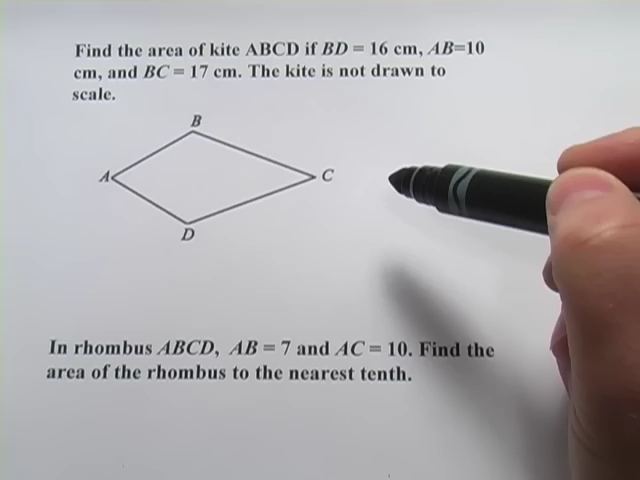 Find the area of kite ABCD if BD = 16 cm, AB=10
cm, and BC = 17 cm. The kite is not drawn to
scale.
B
A
C
D
In rhombus ABCD, AB = 7 and AC = 10. Find the
area of the rhombus to the nearest tenth.